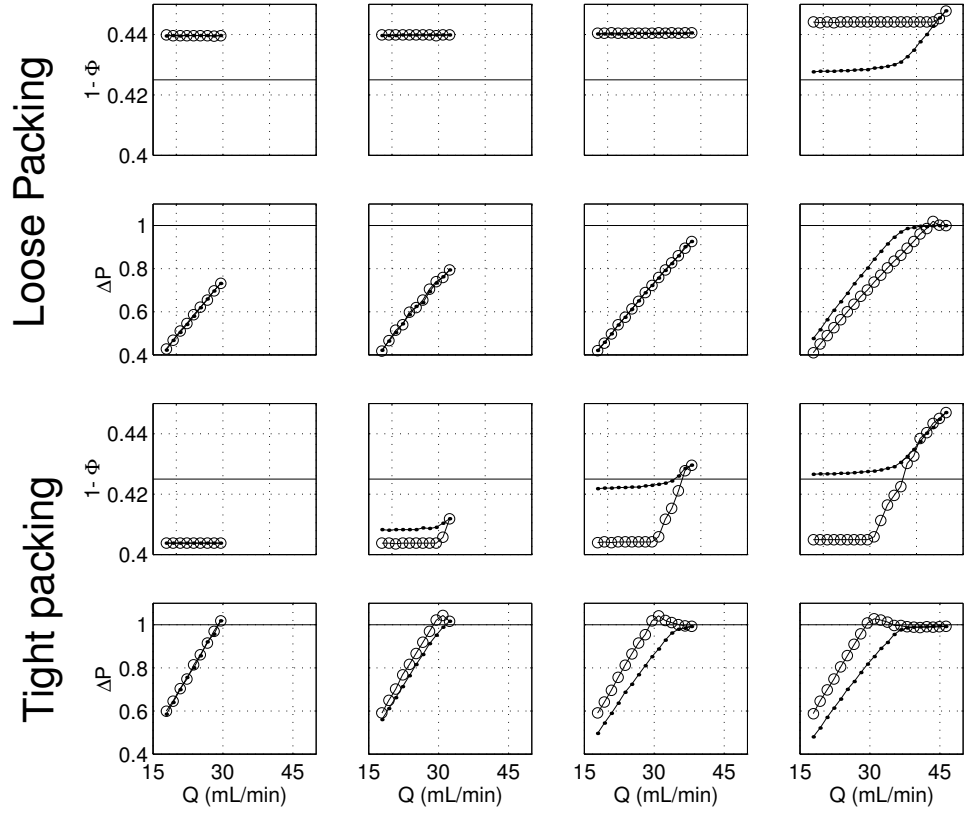 Loose Packing
1- Φ
0.44
0.42
0.4
ΔP
1
0.8
0.6
0.4
Tight packing
1- Φ
0.44
0.42
0.4
ΔP
1
0.8
0.6
0.4
15 30 45 15 30 45 15 30 45 15 30 45
Q (mL/min) Q (mL/min) Q (mL/min) Q (mL/min)